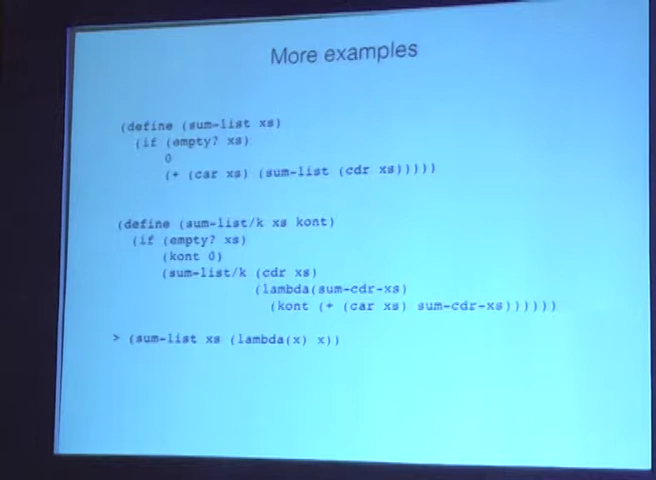 More examples
(define (sum-list xs)
(if (empty? xs)
0
(+ (car xs) (sum-list (cdr xs)))))
(define (sum-list/k xs kont)
(if (empty? xs)
(kont 0)
(sum-list/k (cdr xs)
(lambda(sum-cdr-xs)
(kont (+ (car xs) sum-cdr-xs))))))
> (sum-list xs (lambda(x) x))